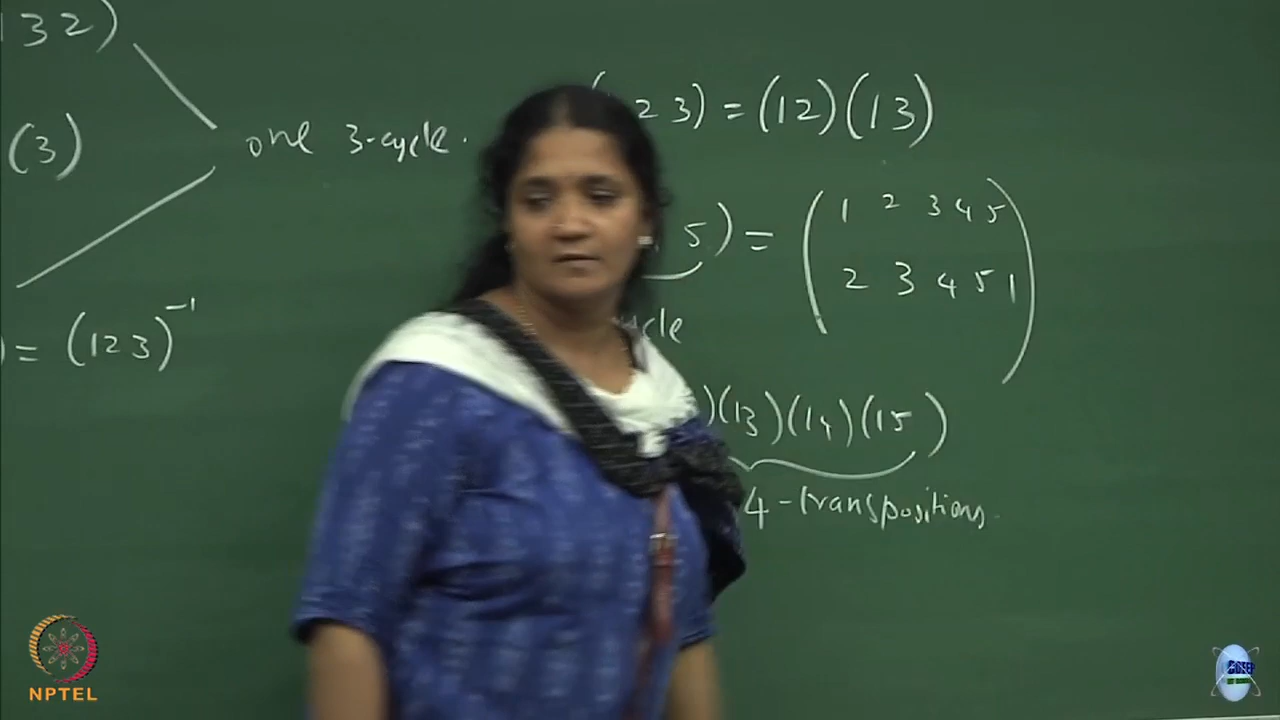 132)
(3)
one 3-cycle.
) = (123)⁻¹
23) = (12)(13)
5) =
1 2 3 4 5
2 3 4 5 1
cle
)(13)(14)(15)
4-transpositions.
NPTEL